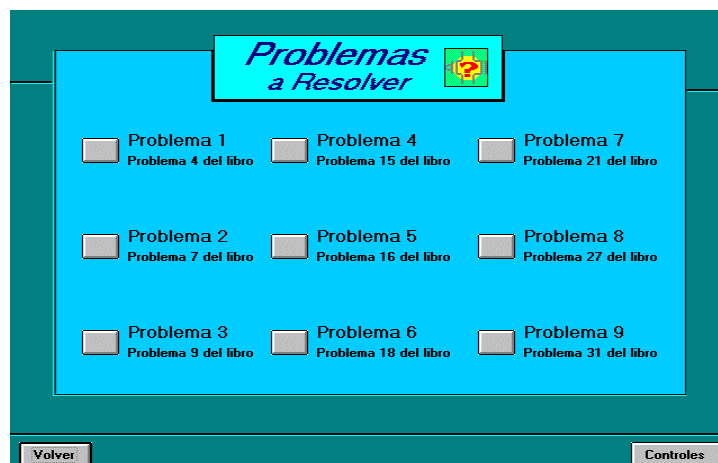 Problemas
a Resolver
?
Problema 1
Problema 4 del libro
Problema 4
Problema 15 del libro
Problema 7
Problema 21 del libro
Problema 2
Problema 7 del libro
Problema 5
Problema 16 del libro
Problema 8
Problema 27 del libro
Problema 3
Problema 9 del libro
Problema 6
Problema 18 del libro
Problema 9
Problema 31 del libro
Volver
Controles